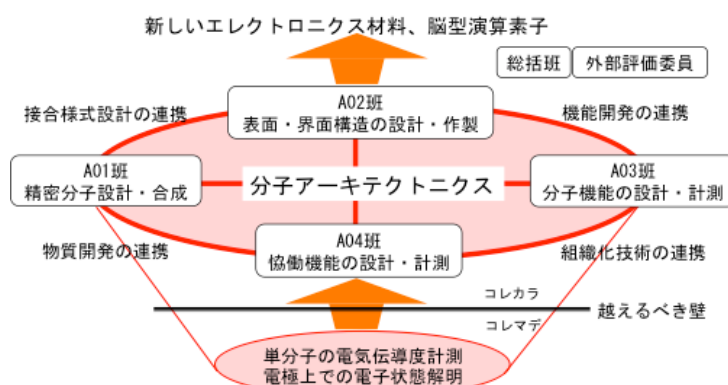 新しいエレクトロニクス材料、脳型演算素子
総括班
外部評価委員
A02班
表面・界面構造の設計・作製
接合様式設計の連携
機能開発の連携
A01班
精密分子設計・合成
分子アーキテクトニクス
A03班
分子機能の設計・計測
A04班
協働機能の設計・計測
物質開発の連携
組織化技術の連携
コレカラ
越えるべき壁
コレマデ
単分子の電気伝導度計測
電極上での電子状態解明